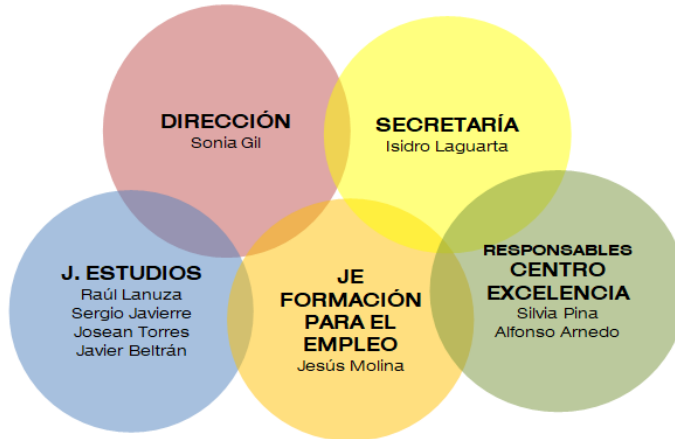 DIRECCIÓN
Sonia Gil
SECRETARÍA
Isidro Laguarta
J. ESTUDIOS
Raúl Lanuza
Sergio Javierre
Josean Torres
Javier Beltrán
JE
FORMACIÓN
PARA EL
EMPLEO
Jesús Molina
RESPONSABLES
CENTRO
EXCELENCIA
Silvia Pina
Alfonso Arnedo